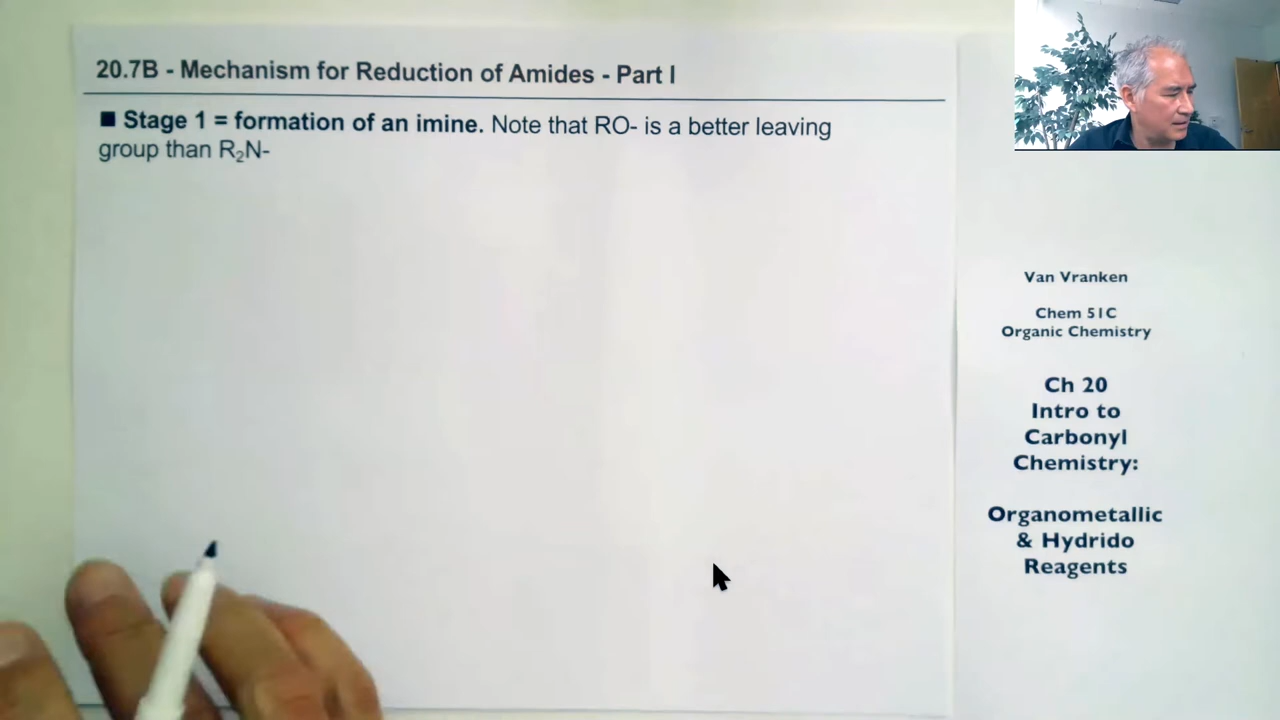 20.7B - Mechanism for Reduction of Amides - Part I
■ Stage 1 = formation of an imine. Note that RO- is a better leaving
group than R₂N-
Van Vranken
Chem 51C
Organic Chemistry
Ch 20
Intro to
Carbonyl
Chemistry:
Organometallic
& Hydrido
Reagents